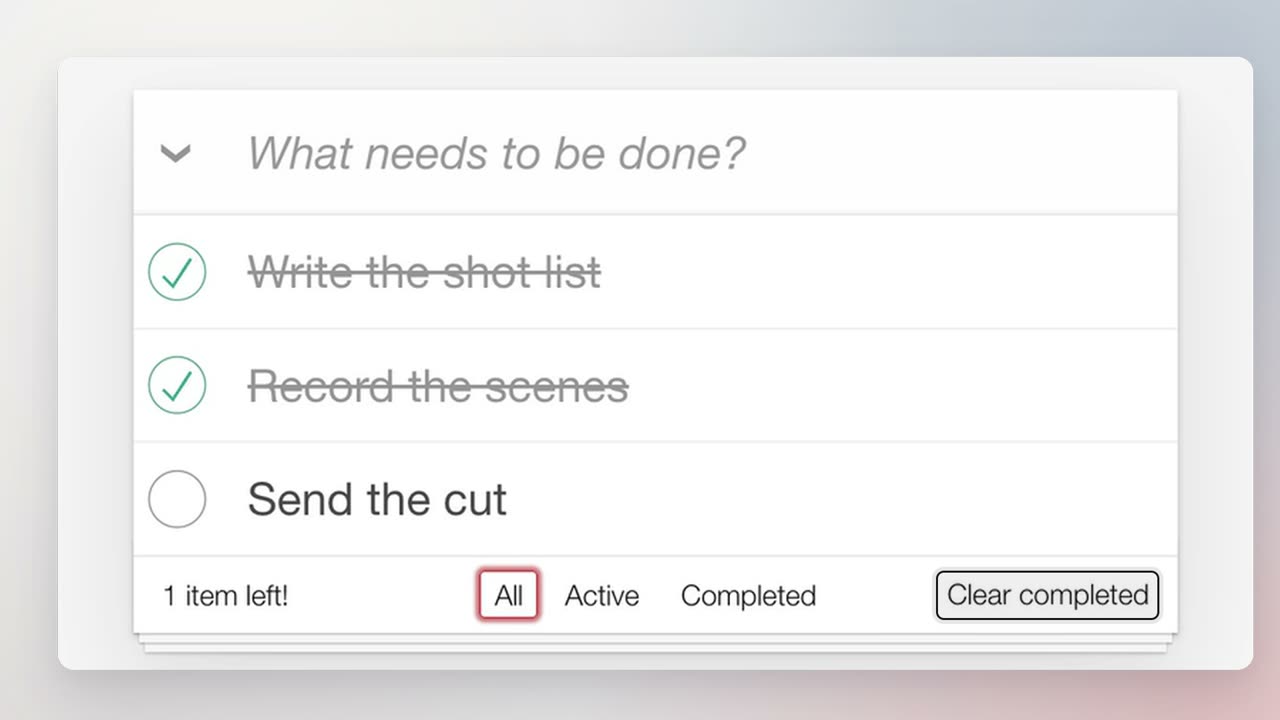 What needs to be done?
Write the shot list
Record the scenes
Send the cut
1 item left! All Active Completed Clear completed